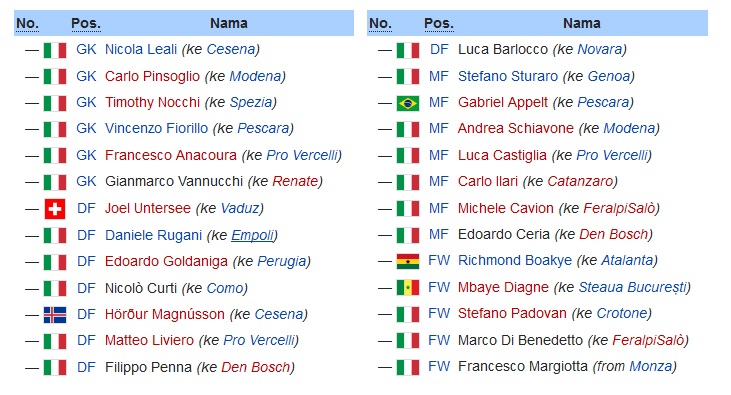 No. Pos. Nama
— GK Nicola Leali (ke Cesena)
— GK Carlo Pinsoglio (ke Modena)
— GK Timothy Nocchi (ke Spezia)
— GK Vincenzo Fiorillo (ke Pescara)
— GK Francesco Anacoura (ke Pro Vercelli)
— GK Gianmarco Vannucchi (ke Renate)
— DF Joel Untersee (ke Vaduz)
— DF Daniele Rugani (ke Empoli)
— DF Edoardo Goldaniga (ke Perugia)
— DF Nicolò Curti (ke Como)
— DF Hörður Magnússon (ke Cesena)
— DF Matteo Liviero (ke Pro Vercelli)
— DF Filippo Penna (ke Den Bosch)
No. Pos. Nama
— DF Luca Barlocco (ke Novara)
— MF Stefano Sturaro (ke Genoa)
— MF Gabriel Appelt (ke Pescara)
— MF Andrea Schiavone (ke Modena)
— MF Luca Castiglia (ke Pro Vercelli)
— MF Carlo Ilari (ke Catanzaro)
— MF Michele Cavion (ke FeralpiSalò)
— MF Edoardo Ceria (ke Den Bosch)
— FW Richmond Boakye (ke Atalanta)
— FW Mbaye Diagne (ke Steaua București)
— FW Stefano Padovan (ke Crotone)
— FW Marco Di Benedetto (ke FeralpiSalò)
— FW Francesco Margiotta (from Monza)